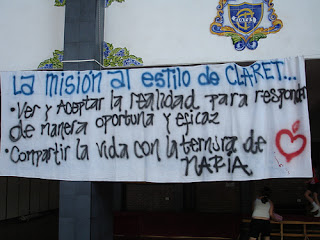 La misión al estilo de CLARET...
• Ver y Aceptar la realidad para responder
de manera oportuna y eficaz
• Compartir la vida con la ternura de
MARÍA